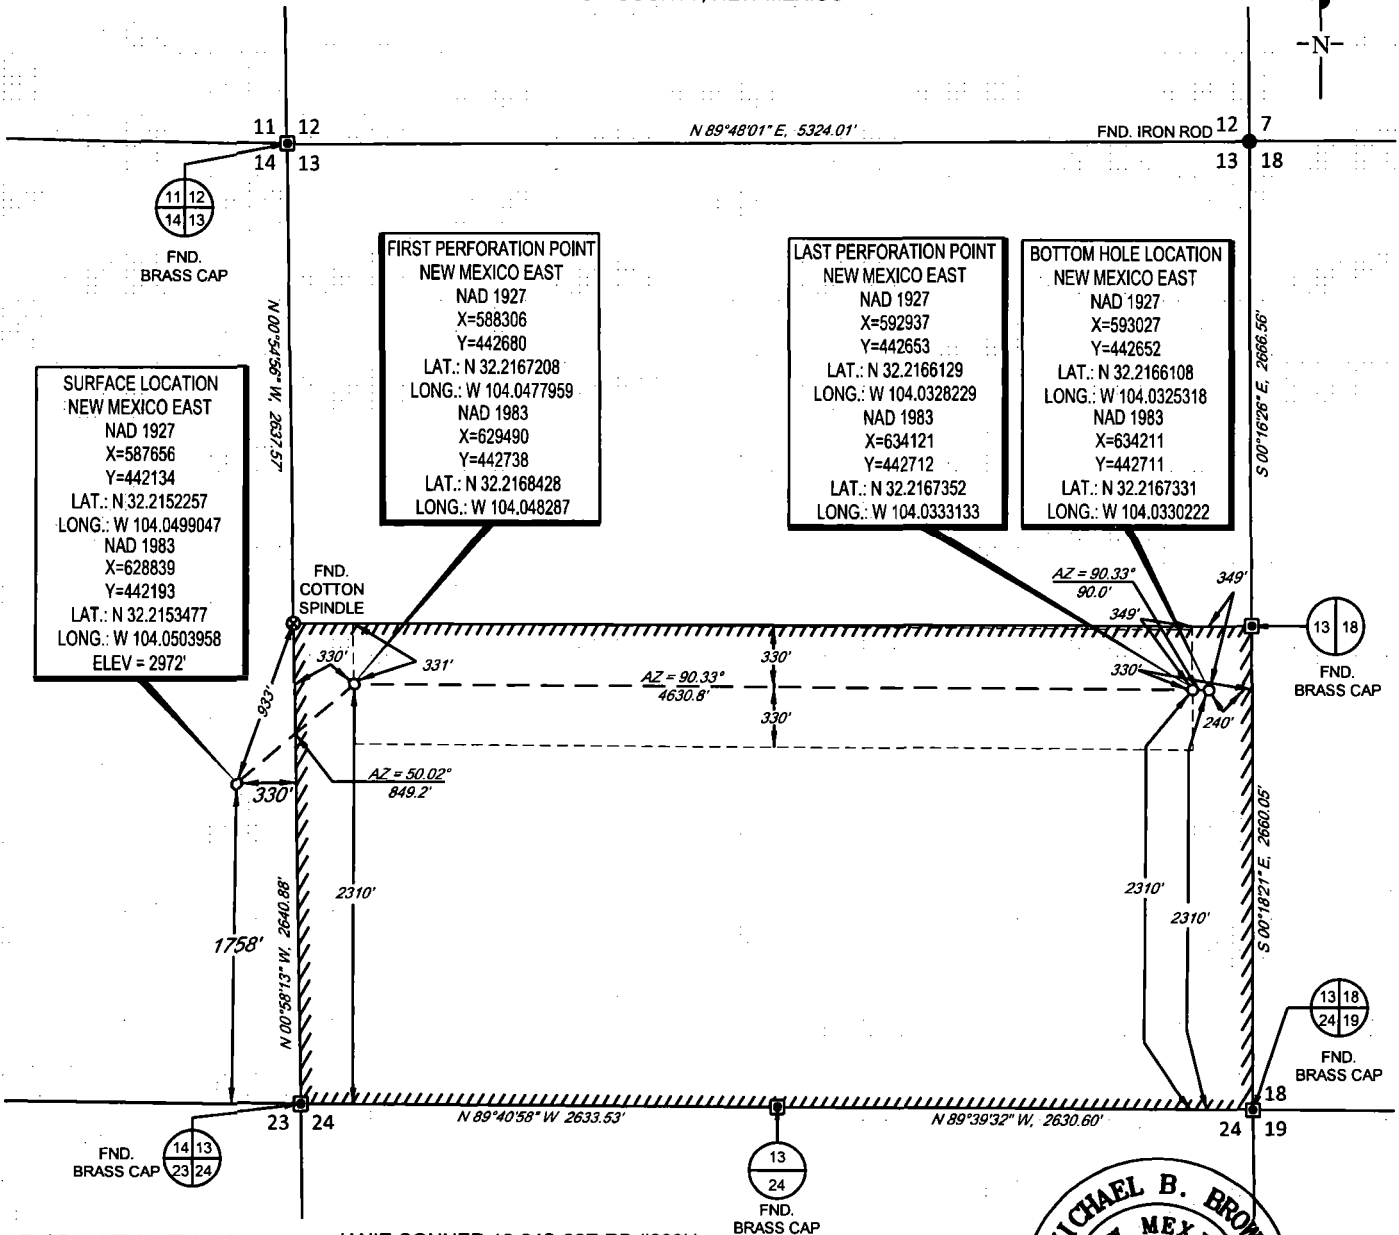 -N-
11 12
14 13
N 89°48'01" E, 5324.01'
FND. IRON ROD
12 7
13 18
11 12
14 13
FND.
BRASS CAP
N 00°54'56" W, 2637.57'
S 00°16'26" E, 2666.56'
FIRST PERFORATION POINT
NEW MEXICO EAST
NAD 1927
X=588306
Y=442680
LAT.: N 32.2167208
LONG.: W 104.0477959
NAD 1983
X=629490
Y=442738
LAT.: N 32.2168428
LONG.: W 104.048287
LAST PERFORATION POINT
NEW MEXICO EAST
NAD 1927
X=592937
Y=442653
LAT.: N 32.2166129
LONG.: W 104.0328229
NAD 1983
X=634121
Y=442712
LAT.: N 32.2167352
LONG.: W 104.0333133
BOTTOM HOLE LOCATION
NEW MEXICO EAST
NAD 1927
X=593027
Y=442652
LAT.: N 32.2166108
LONG.: W 104.0325318
NAD 1983
X=634211
Y=442711
LAT.: N 32.2167331
LONG.: W 104.0330222
SURFACE LOCATION
NEW MEXICO EAST
NAD 1927
X=587656
Y=442134
LAT.: N 32.2152257
LONG.: W 104.0499047
NAD 1983
X=628839
Y=442193
LAT.: N 32.2153477
LONG.: W 104.0503958
ELEV = 2972'
FND.
COTTON
SPINDLE
AZ = 90.33°
90.0'
349'
349'
13 18
FND.
BRASS CAP
330'
331'
330'
330'
AZ = 90.33°
4630.8'
330'
240'
933'
330'
AZ = 50.02°
849.2'
2310'
2310'
2310'
1758'
N 00°58'13" W, 2640.88'
S 00°18'21" E, 2660.05'
13 18
24 19
FND.
BRASS CAP
23 24
N 89°40'58" W 2633.53'
N 89°39'32" W, 2630.60'
18
24 19
FND.
BRASS CAP
14 13
23 24
13
24
FND.
BRASS CAP
MICHAEL B. BROWN
MEX